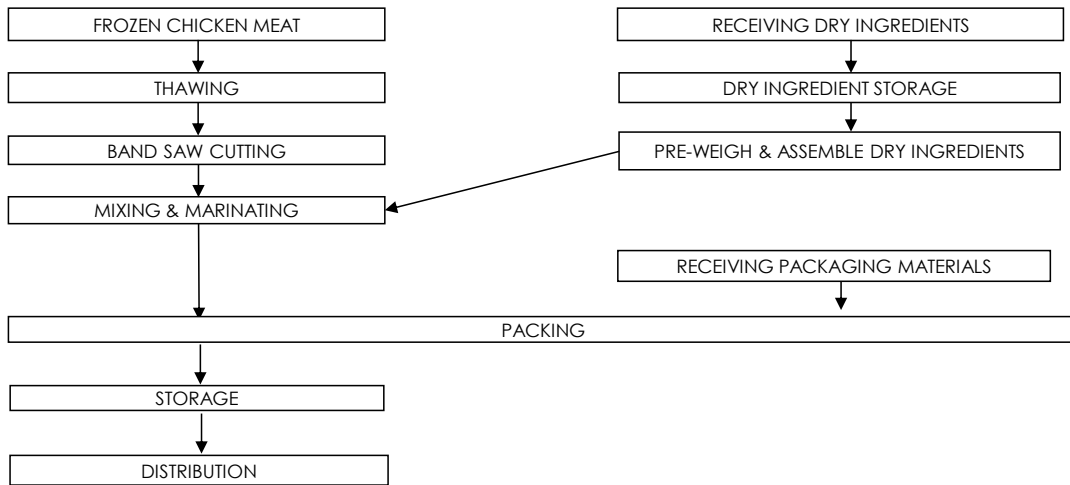 FROZEN CHICKEN MEAT
RECEIVING DRY INGREDIENTS
THAWING
DRY INGREDIENT STORAGE
BAND SAW CUTTING
PRE-WEIGH & ASSEMBLE DRY INGREDIENTS
MIXING & MARINATING
RECEIVING PACKAGING MATERIALS
PACKING
STORAGE
DISTRIBUTION